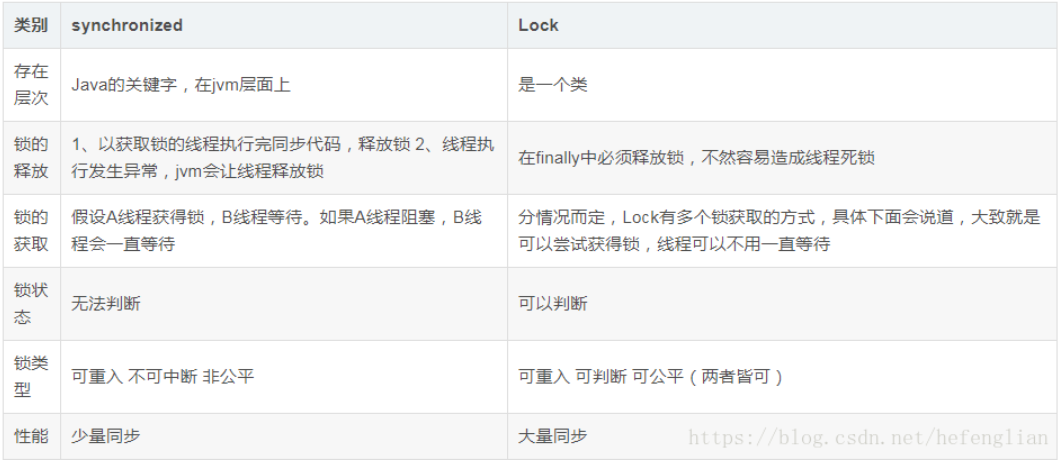 类别 synchronized Lock
存在
层次
Java的关键字，在jvm层面上
是一个类
锁的
释放
1、以获取锁的线程执行完同步代码，释放锁 2、线程执
行发生异常，jvm会让线程释放锁
在finally中必须释放锁，不然容易造成线程死锁
锁的
获取
假设A线程获得锁，B线程等待。如果A线程阻塞，B线
程会一直等待
分情况而定，Lock有多个锁获取的方式，具体下面会说道，大致就是
可以尝试获得锁，线程可以不用一直等待
锁状
态
无法判断
可以判断
锁类
型
可重入 不可中断 非公平
可重入 可判断 可公平（两者皆可）
性能 少量同步 大量同步
https://blog.csdn.net/hefenglian